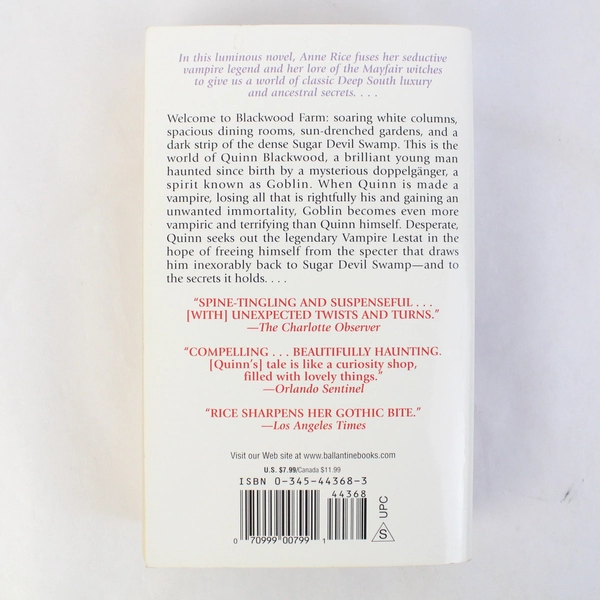 In this luminous novel, Anne Rice fuses her seductive
vampire legend and her lore of the Mayfair witches
to give us a world of classic Deep South luxury
and ancestral secrets. . . .
Welcome to Blackwood Farm: soaring white columns,
spacious dining rooms, sun-drenched gardens, and a
dark strip of the dense Sugar Devil Swamp. This is the
world of Quinn Blackwood, a brilliant young man
haunted since birth by a mysterious doppelgänger, a
spirit known as Goblin. When Quinn is made a
vampire, losing all that is rightfully his and gaining an
unwanted immortality, Goblin becomes even more
vampiric and terrifying than Quinn himself. Desperate,
Quinn seeks out the legendary Vampire Lestat in the
hope of freeing himself from the specter that draws
him inexorably back to Sugar Devil Swamp—and to
the secrets it holds. . . .
“SPINE-TINGLING AND SUSPENSEFUL . . .
[WITH] UNEXPECTED TWISTS AND TURNS.”
—The Charlotte Observer
“COMPELLING . . . BEAUTIFULLY HAUNTING.
[Quinn’s] tale is like a curiosity shop,
filled with lovely things.”
—Orlando Sentinel
“RICE SHARPENS HER GOTHIC BITE.”
—Los Angeles Times
Visit our Web site at www.ballantinebooks.com
U.S. $7.99/Canada $11.99
ISBN 0-345-44368-3
44368
0 70999 00799 1
S UPC